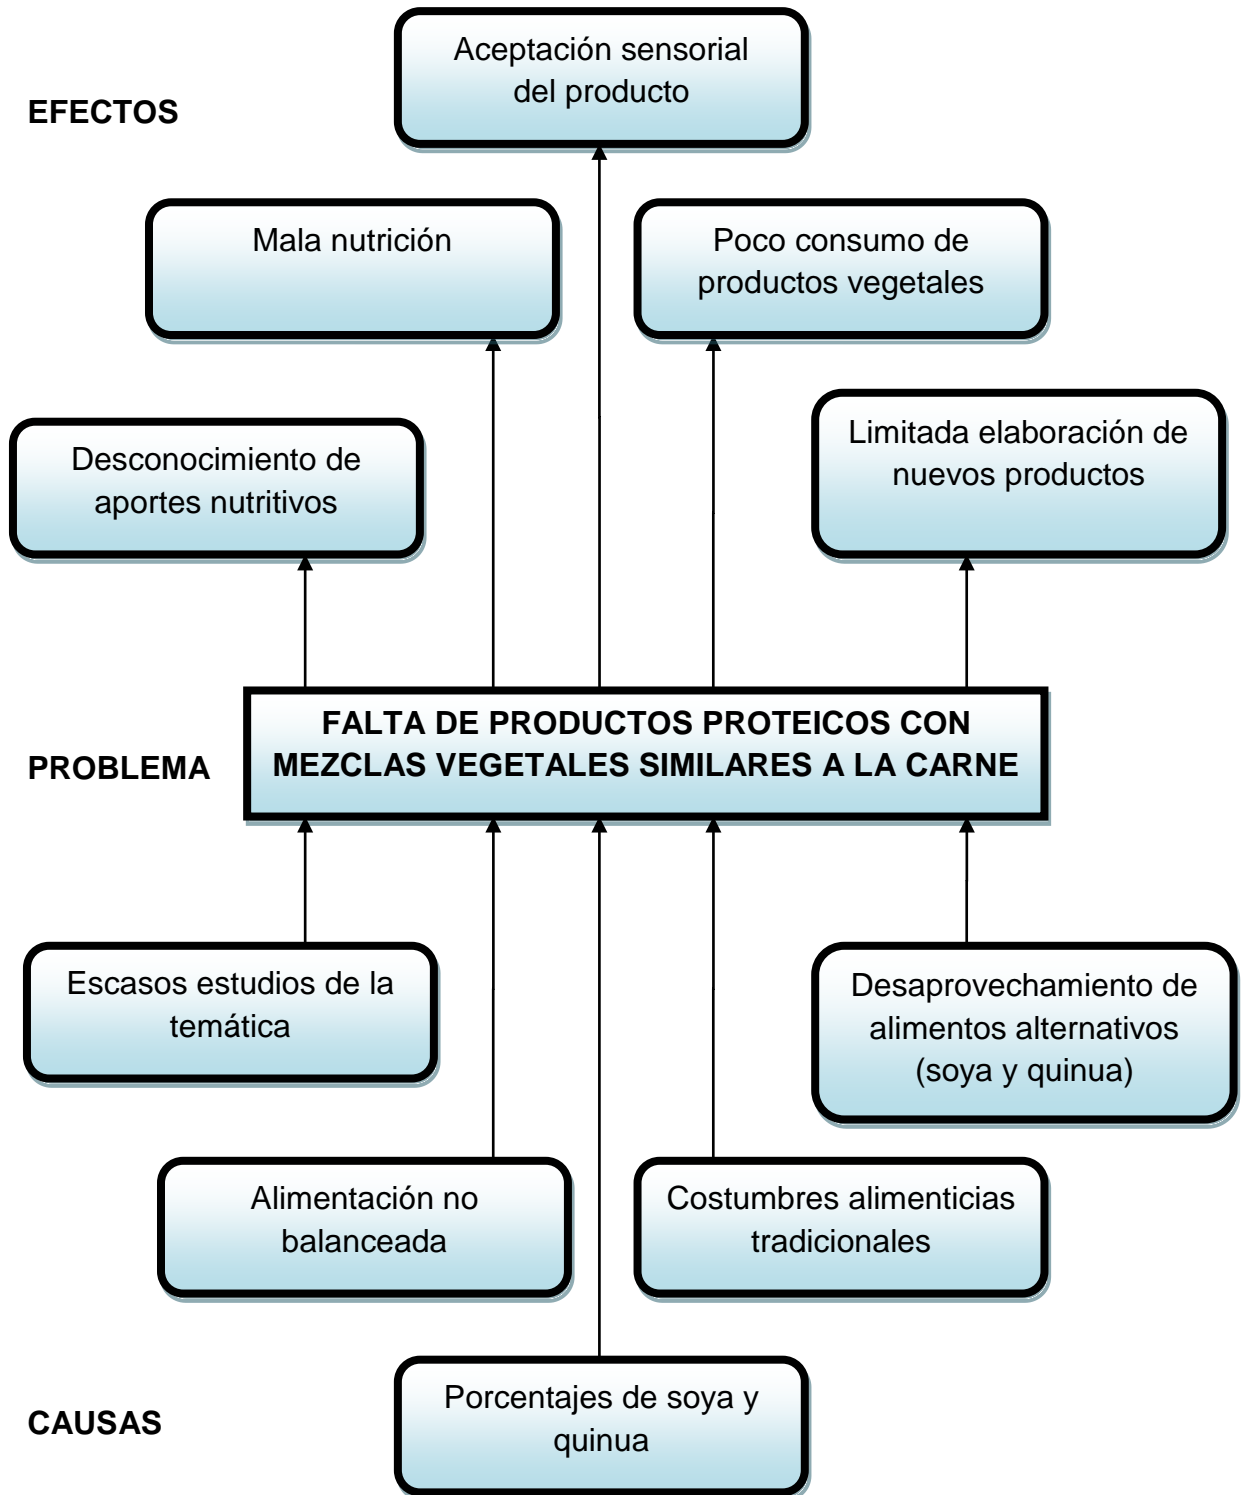 Aceptación sensorial
del producto
EFECTOS
Mala nutrición
Poco consumo de
productos vegetales
Desconocimiento de
aportes nutritivos
Limitada elaboración de
nuevos productos
FALTA DE PRODUCTOS PROTEICOS CON
MEZCLAS VEGETALES SIMILARES A LA CARNE
PROBLEMA
Escasos estudios de la
temática
Desaprovechamiento de
alimentos alternativos
(soya y quinua)
Alimentación no
balanceada
Costumbres alimenticias
tradicionales
Porcentajes de soya y
quinua
CAUSAS